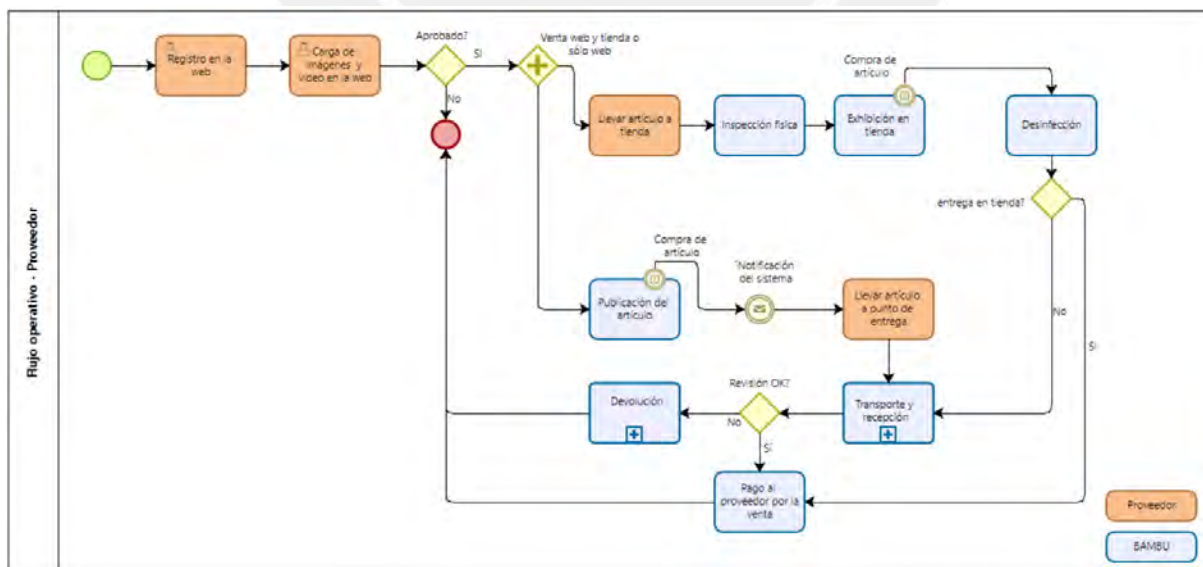 Flujo operativo - Proveedor
Registro en la
web
Carga de
imágenes y
video en la web
Aprobado?
Si
No
Venta web y tienda o
sólo web
Llevar artículo a
tienda
Inspección física
Exhibición en
tienda
Compra de
artículo
Desinfección
entrega en tienda?
No
Si
Publicación del
artículo
Compra de
artículo
Notificación
del sistema
Llevar artículo
a punto de
entrega
Transporte y
recepción
Revisión OK?
No
Sí
Devolución
Pago al
proveedor por la
venta
Proveedor
BAMBU